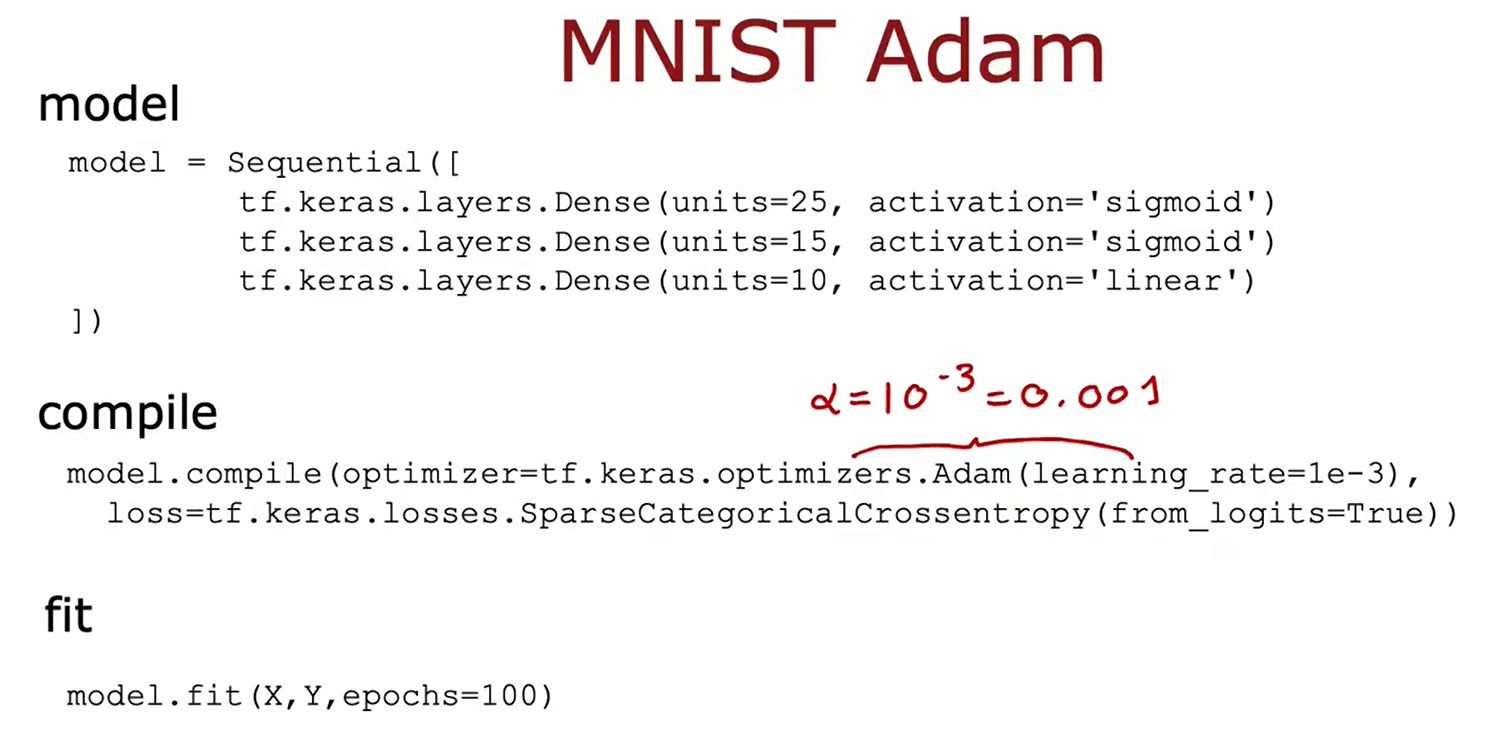 MNIST Adam
model
model = Sequential([
tf.keras.layers.Dense(units=25, activation='sigmoid')
tf.keras.layers.Dense(units=15, activation='sigmoid')
tf.keras.layers.Dense(units=10, activation='linear')
])
α=10⁻³=0.001
compile
model.compile(optimizer=tf.keras.optimizers.Adam(learning_rate=1e-3),
loss=tf.keras.losses.SparseCategoricalCrossentropy(from_logits=True))
fit
model.fit(X,Y,epochs=100)